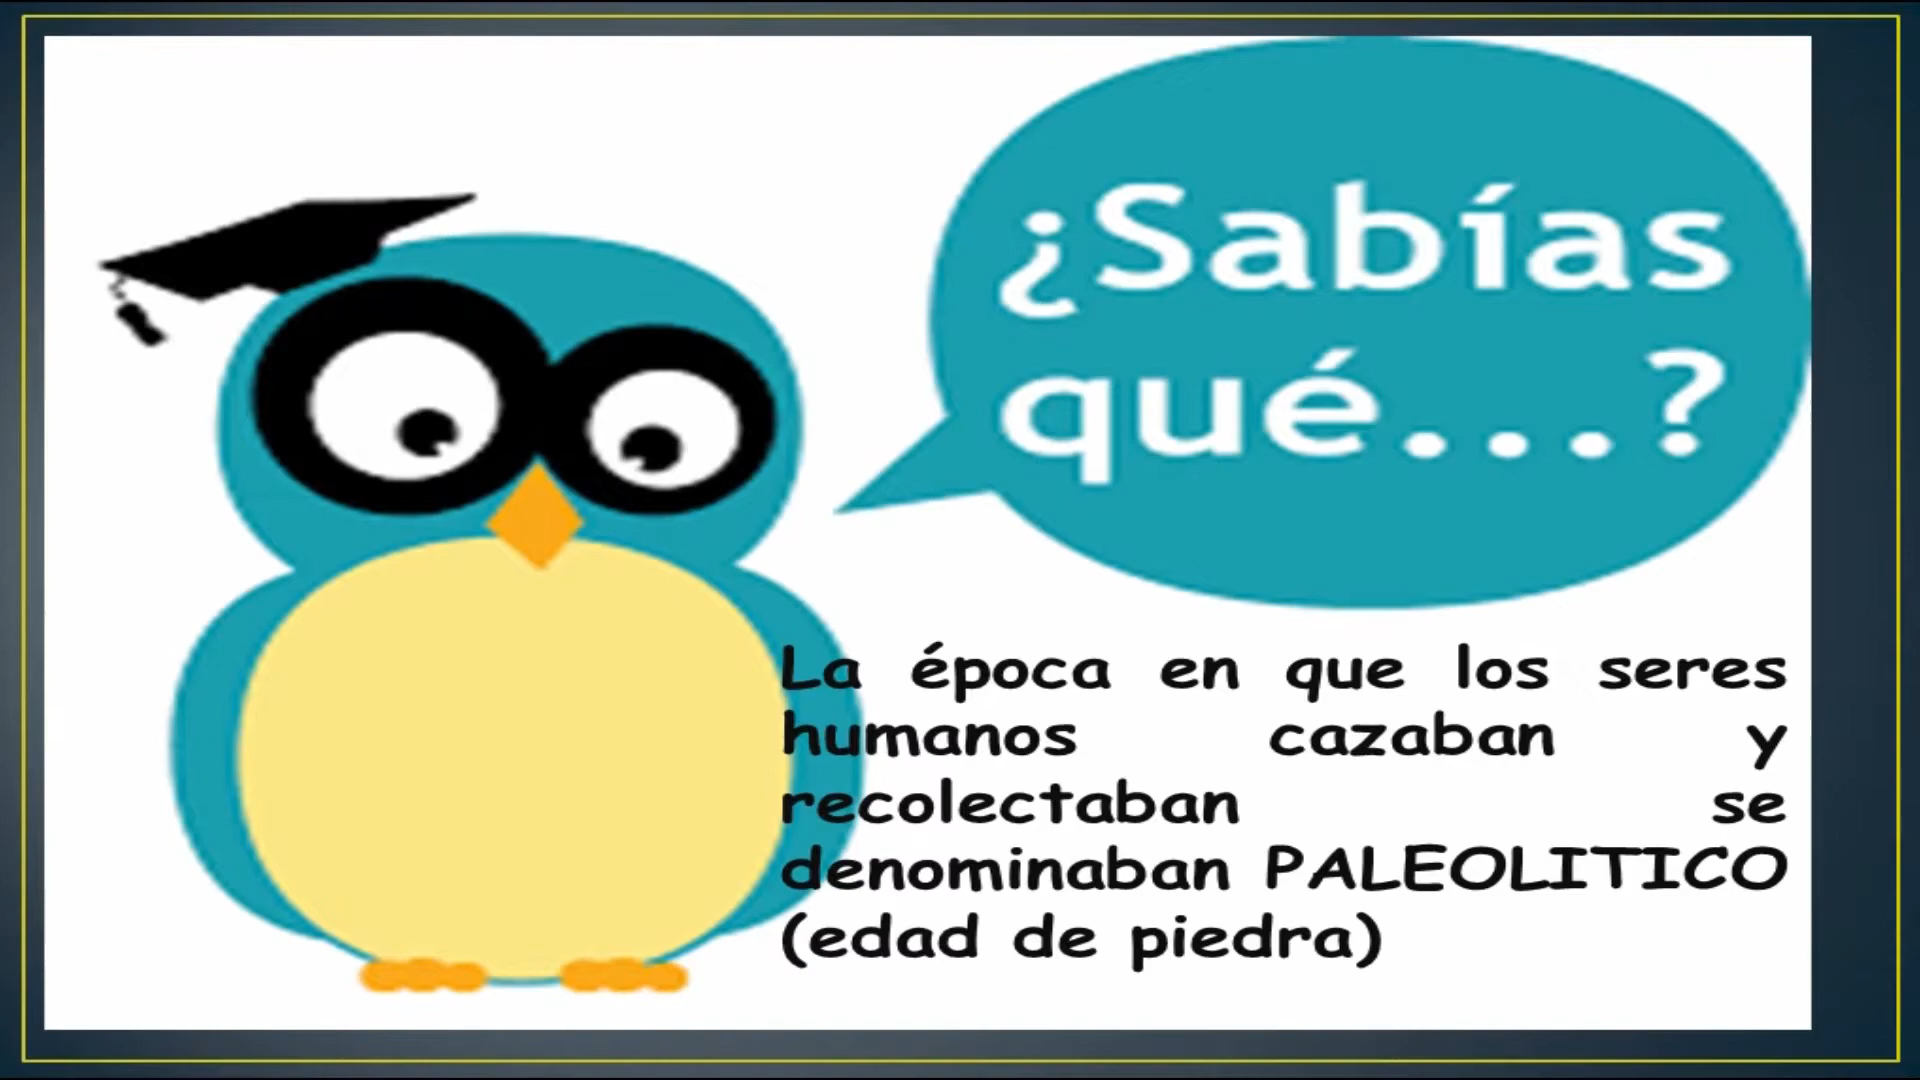 ¿Sabías
qué...?
La época en que los seres
humanos cazaban y
recolectaban se
denominaban PALEOLITICO
(edad de piedra)